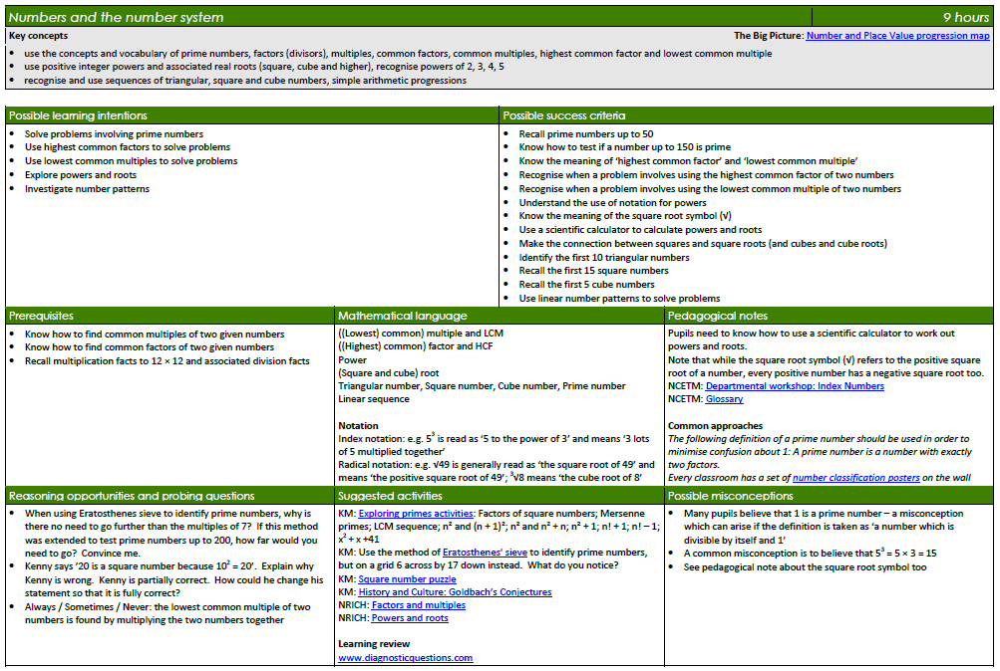 Numbers and the number system
9 hours
Key concepts
The Big Picture: Number and Place Value progression map
• use the concepts and vocabulary of prime numbers, factors (divisors), multiples, common factors, common multiples, highest common factor and lowest common multiple
• use positive integer powers and associated real roots (square, cube and higher), recognise powers of 2, 3, 4, 5
• recognise and use sequences of triangular, square and cube numbers, simple arithmetic progressions
Possible learning intentions
• Solve problems involving prime numbers
• Use highest common factors to solve problems
• Use lowest common multiples to solve problems
• Explore powers and roots
• Investigate number patterns
Possible success criteria
• Recall prime numbers up to 50
• Know how to test if a number up to 150 is prime
• Know the meaning of ‘highest common factor’ and ‘lowest common multiple’
• Recognise when a problem involves using the highest common factor of two numbers
• Recognise when a problem involves using the lowest common multiple of two numbers
• Understand the use of notation for powers
• Know the meaning of the square root symbol (√)
• Use a scientific calculator to calculate powers and roots
• Make the connection between squares and square roots (and cubes and cube roots)
• Identify the first 10 triangular numbers
• Recall the first 15 square numbers
• Recall the first 5 cube numbers
• Use linear number patterns to solve problems
Prerequisites
• Know how to find common multiples of two given numbers
• Know how to find common factors of two given numbers
• Recall multiplication facts to 12 × 12 and associated division facts
Mathematical language
((Lowest) common) multiple and LCM
((Highest) common) factor and HCF
Power
(Square and cube) root
Triangular number, Square number, Cube number, Prime number
Linear sequence
Notation
Index notation: e.g. 5³ is read as ‘5 to the power of 3’ and means ‘3 lots
of 5 multiplied together’
Radical notation: e.g. √49 is generally read as ‘the square root of 49’ and
means ‘the positive square root of 49’; ³√8 means ‘the cube root of 8’
Pedagogical notes
Pupils need to know how to use a scientific calculator to work out
powers and roots.
Note that while the square root symbol (√) refers to the positive square
root of a number, every positive number has a negative square root too.
NCETM: Departmental workshop: Index Numbers
NCETM: Glossary
Common approaches
The following definition of a prime number should be used in order to
minimise confusion about 1: A prime number is a number with exactly
two factors.
Every classroom has a set of number classification posters on the wall
Reasoning opportunities and probing questions
• When using Eratosthenes sieve to identify prime numbers, why is
there no need to go further than the multiples of 7? If this method
was extended to test prime numbers up to 200, how far would you
need to go? Convince me.
• Kenny says ’20 is a square number because 10² = 20’. Explain why
Kenny is wrong. Kenny is partially correct. How could he change his
statement so that it is fully correct?
• Always / Sometimes / Never: the lowest common multiple of two
numbers is found by multiplying the two numbers together
Suggested activities
KM: Exploring primes activities: Factors of square numbers; Mersenne
primes; LCM sequence; n² and (n + 1)²; n² and n² + n; n² + 1; n! + 1; n! – 1;
x² + x +41
KM: Use the method of Eratosthenes’ sieve to identify prime numbers,
but on a grid 6 across by 17 down instead. What do you notice?
KM: Square number puzzle
KM: History and Culture: Goldbach’s Conjectures
NRICH: Factors and multiples
NRICH: Powers and roots
Learning review
www.diagnosticquestions.com
Possible misconceptions
• Many pupils believe that 1 is a prime number – a misconception
which can arise if the definition is taken as ‘a number which is
divisible by itself and 1’
• A common misconception is to believe that 5³ = 5 × 3 = 15
• See pedagogical note about the square root symbol too